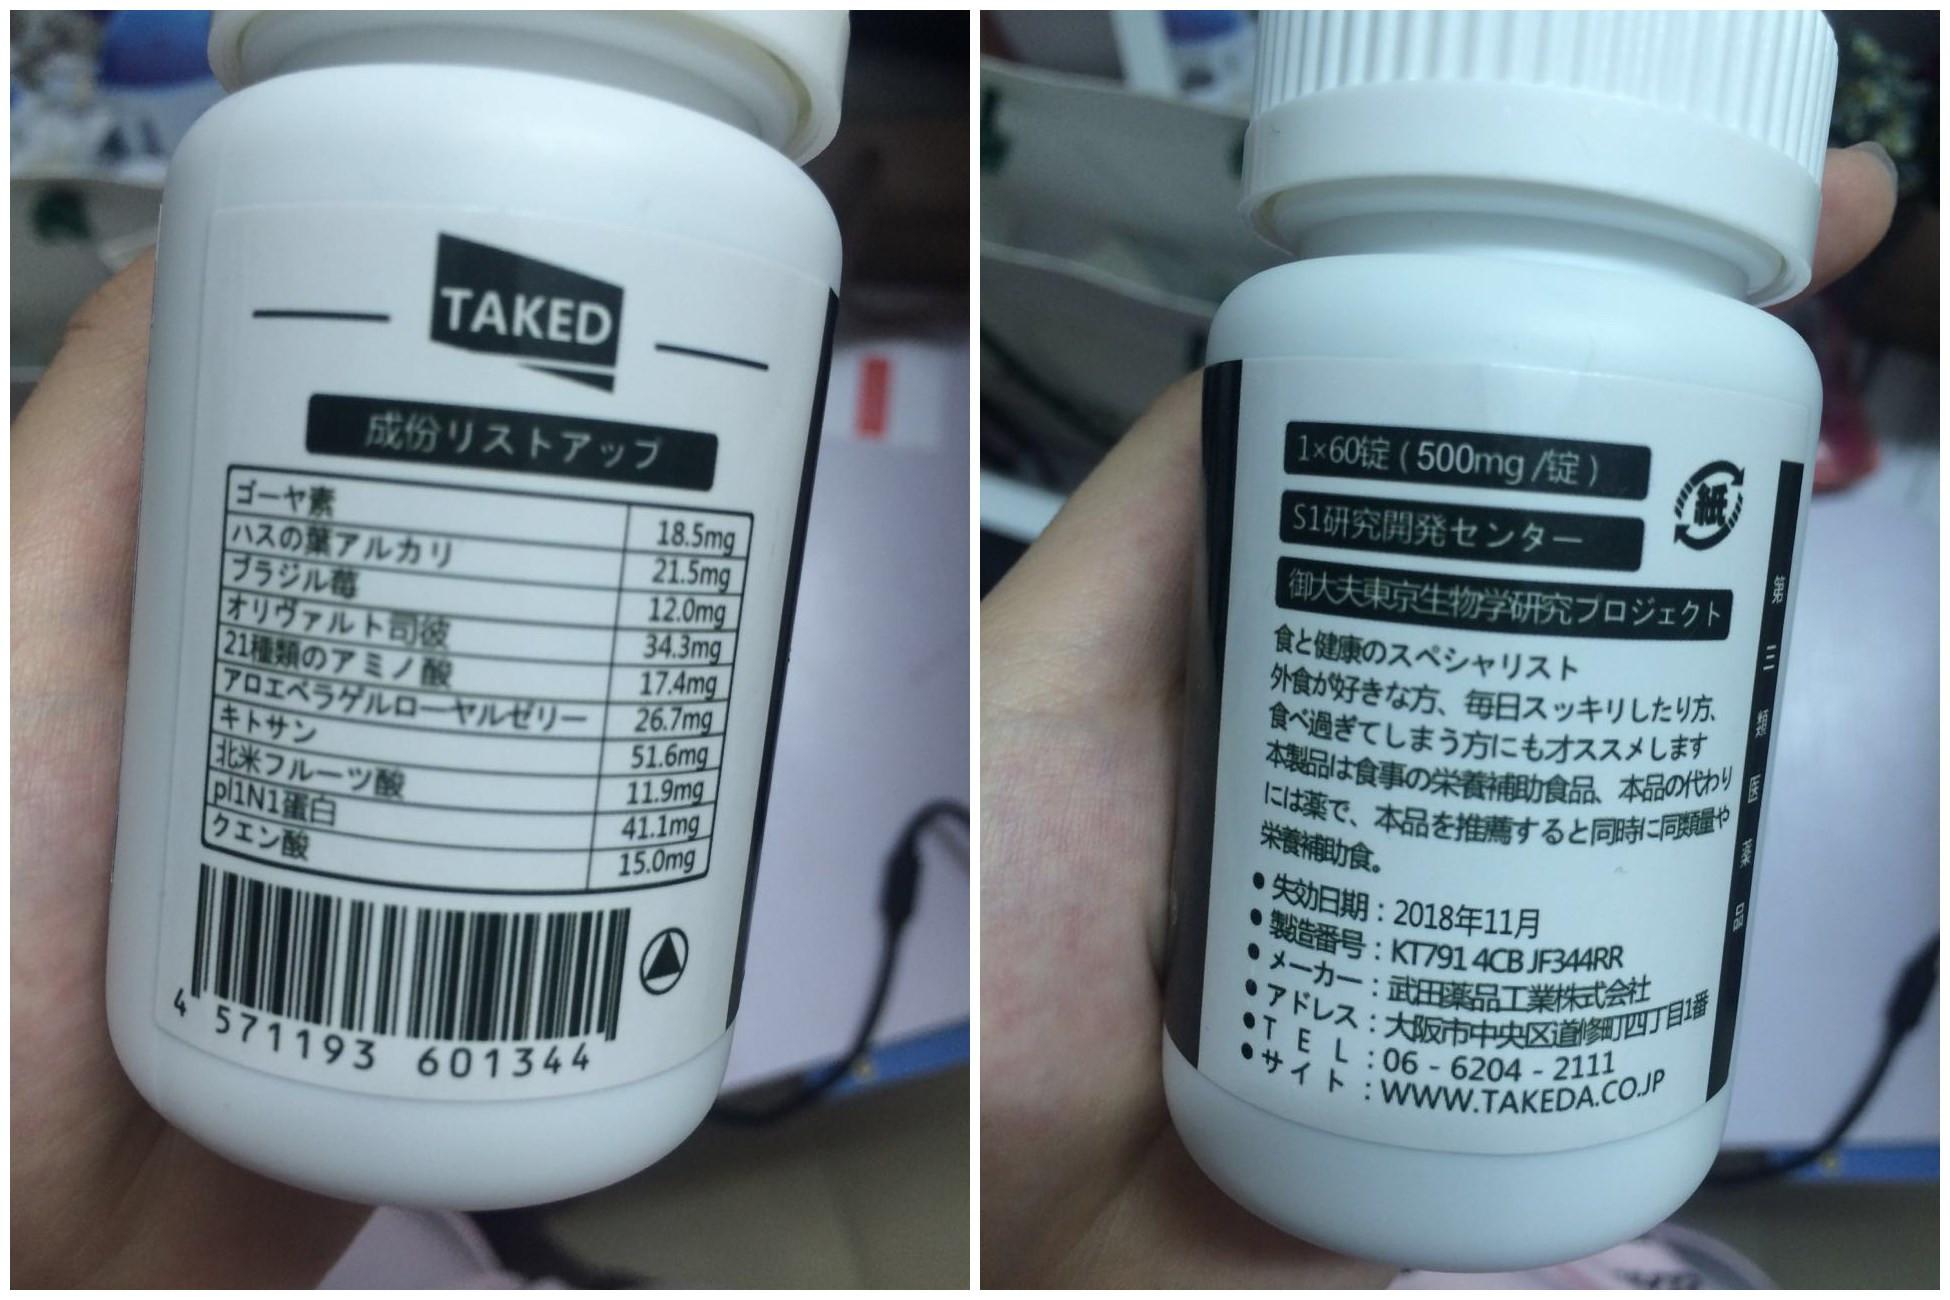 TAKED
成份リストアップ
ゴーヤ素 18.5mg
ハスの葉アルカリ 21.5mg
ブラジル莓 12.0mg
オリヴァルト司彼 34.3mg
21種類のアミノ酸 17.4mg
アロエベラゲルローヤルゼリー 26.7mg
キトサン 51.6mg
北米フルーツ酸 11.9mg
pl1N1蛋白 41.1mg
クエン酸 15.0mg
4 571193 601344
1×60锭 ( 500mg /锭 )
紙
S1研究開発センター
御大夫東京生物学研究プロジェクト
食と健康のスペシャリスト
外食が好きな方、毎日スッキリしたり方、
食べ過ぎてしまう方にもオススメします
本製品は食事の栄養補助食品、本品の代わり
には薬で、本品を推薦すると同時に同類量や
栄養補助食。
● 失効日期：2018年11月
● 製造番号：KT791 4CB JF344RR
● メーカー：武田薬品工業株式会社
● アドレス：大阪市中央区道修町四丁目1番
● T E L：06 - 6204 - 2111
● サイト：WWW.TAKEDA.CO.JP
第三類医薬品